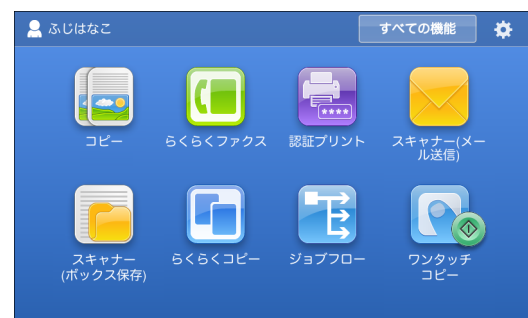 ふじはなこ
すべての機能
コピー
らくらくファクス
認証プリント
スキャナー(メー
ル送信)
スキャナー
(ボックス保存)
らくらくコピー
ジョブフロー
ワンタッチ
コピー
****